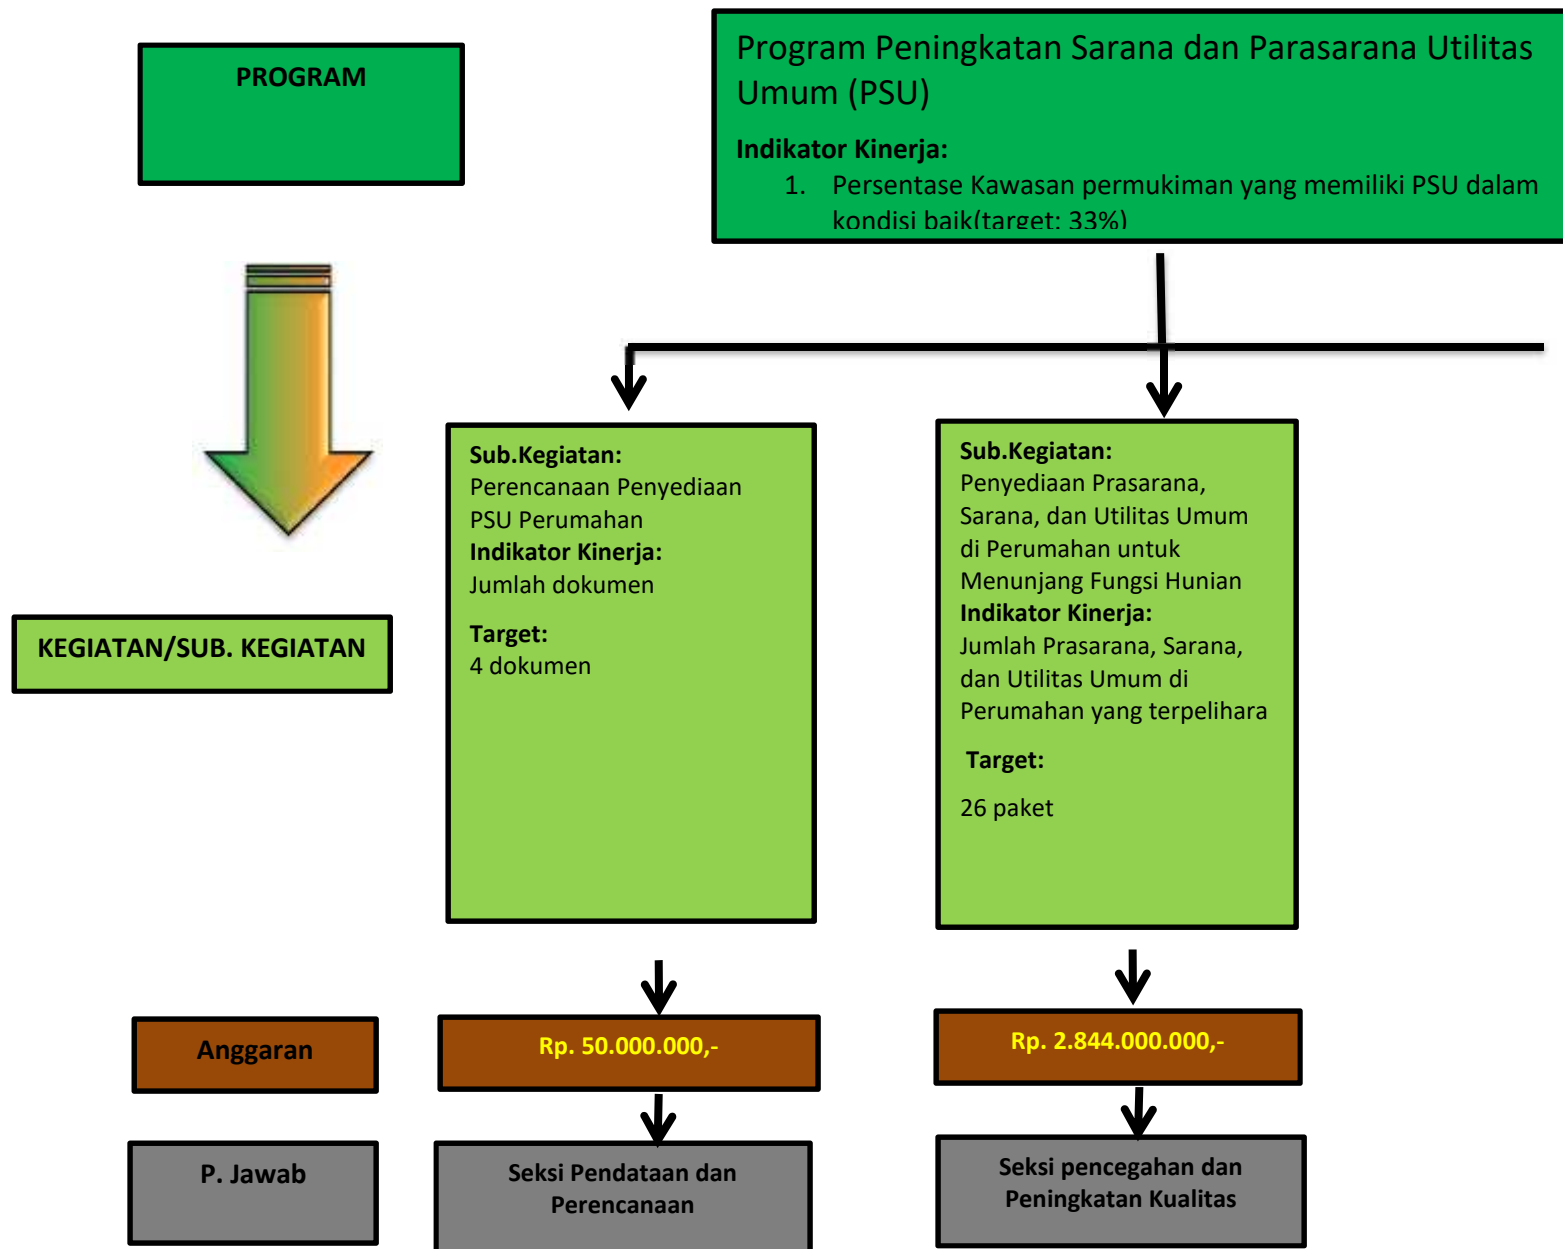 PROGRAM
Program Peningkatan Sarana dan Parasarana Utilitas
Umum (PSU)
Indikator Kinerja:
1. Persentase Kawasan permukiman yang memiliki PSU dalam
kondisi baik(target: 33%)
KEGIATAN/SUB. KEGIATAN
Sub.Kegiatan:
Perencanaan Penyediaan
PSU Perumahan
Indikator Kinerja:
Jumlah dokumen
Target:
4 dokumen
Sub.Kegiatan:
Penyediaan Prasarana,
Sarana, dan Utilitas Umum
di Perumahan untuk
Menunjang Fungsi Hunian
Indikator Kinerja:
Jumlah Prasarana, Sarana,
dan Utilitas Umum di
Perumahan yang terpelihara
Target:
26 paket
Anggaran
Rp. 50.000.000,-
Rp. 2.844.000.000,-
P. Jawab
Seksi Pendataan dan
Perencanaan
Seksi pencegahan dan
Peningkatan Kualitas